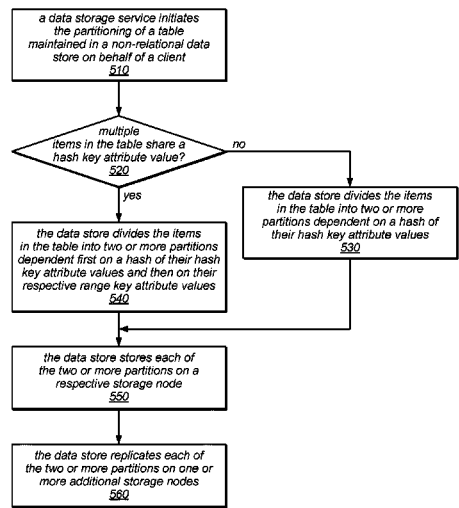 a data storage service initiates
the partitioning of a table
maintained in a non-relational data
store on behalf of a client
510
multiple
items in the table share a
hash key attribute value?
520
no
yes
the data store divides the items
in the table into two or more
partitions dependent on a hash of
their hash key attribute values
530
the data store divides the items
in the table into two or more partitions
dependent first on a hash of their hash
key attribute values and then on their
respective range key attribute values
540
the data store stores each of
the two or more partitions on a
respective storage node
550
the data store replicates each of
the two or more partitions on one or
more additional storage nodes
560